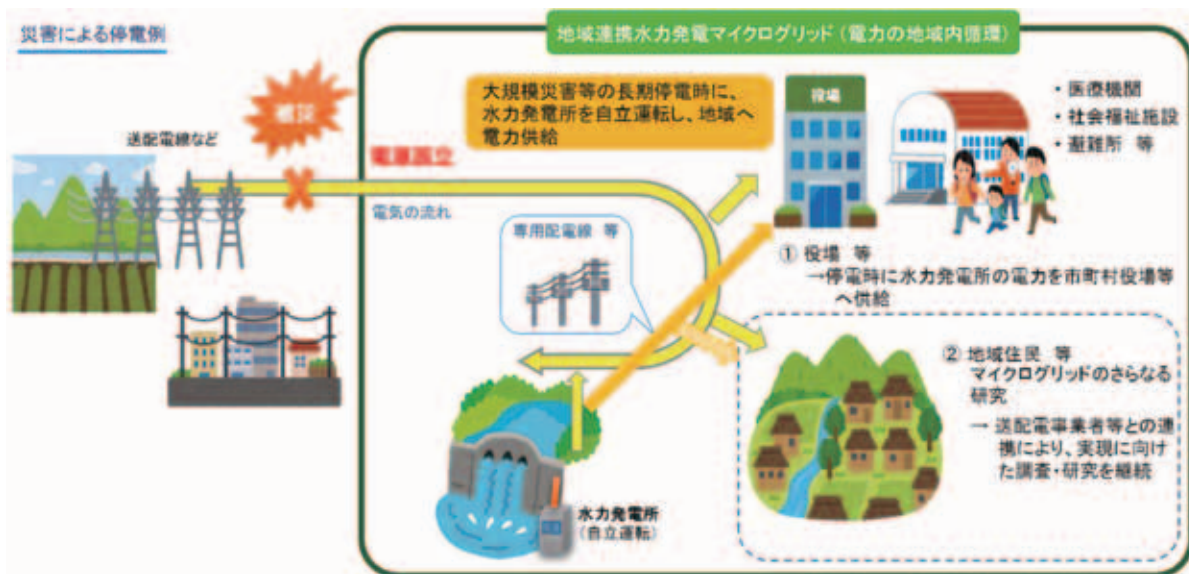 災害による停電例
地域連携水力発電マイクログリッド(電力の地域内循環)
大規模災害等の長期停電時に、
水力発電所を自立運転し、地域へ
電力供給
役場
・医療機関
・社会福祉施設
・避難所 等
被災
送配電線など
電源孤立
電気の流れ
専用配電線 等
① 役場 等
→停電時に水力発電所の電力を市町村役場等
へ供給
② 地域住民 等
マイクログリッドのさらなる
研究
→ 送配電事業者等との連
携により、実現に向け
た調査・研究を継続
水力発電所
(自立運転)